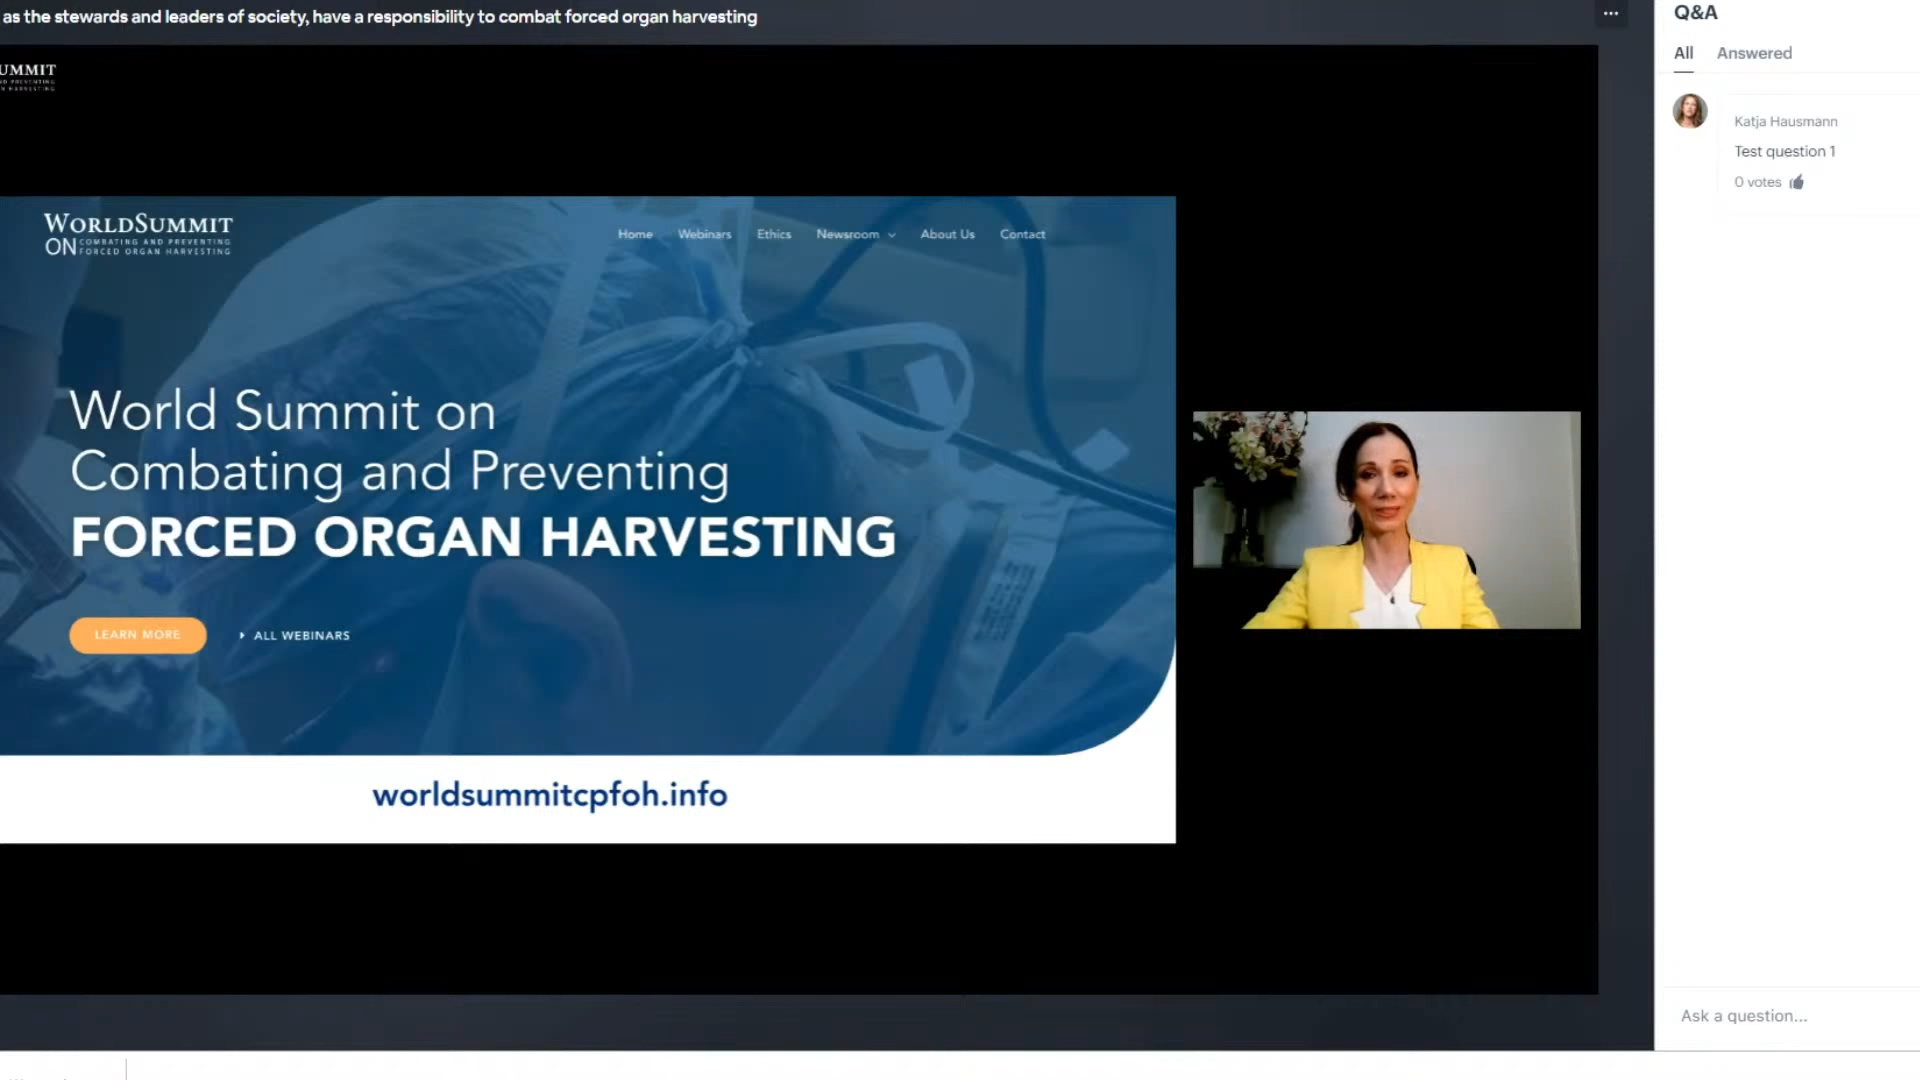 as the stewards and leaders of society, have a responsibility to combat forced organ harvesting
...
Q&A
All Answered
UMMIT
Katja Hausmann
Test question 1
0 votes
WORLDSUMMIT
ON COMBATING AND PREVENTING
FORCED ORGAN HARVESTING
Home Webinars Ethics Newsroom About Us Contact
World Summit on
Combating and Preventing
FORCED ORGAN HARVESTING
LEARN MORE ALL WEBINARS
worldsummitcpfoh.info
Ask a question...